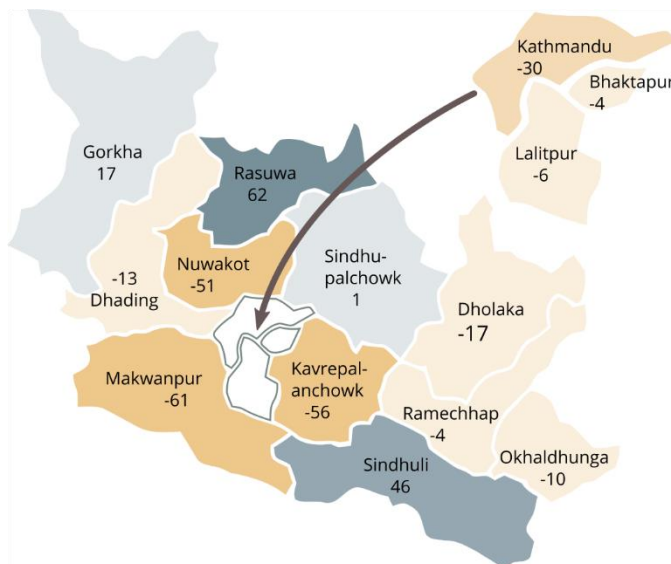 Kathmandu
-30
Bhaktapur
-4
Lalitpur
-6
Gorkha
17
Rasuwa
62
Nuwakot
-51
Sindhu-
palchowk
1
-13
Dhading
Dholaka
-17
Makwanpur
-61
Kavrepal-
anchowk
-56
Ramechhap
-4
Okhaldhunga
-10
Sindhuli
46